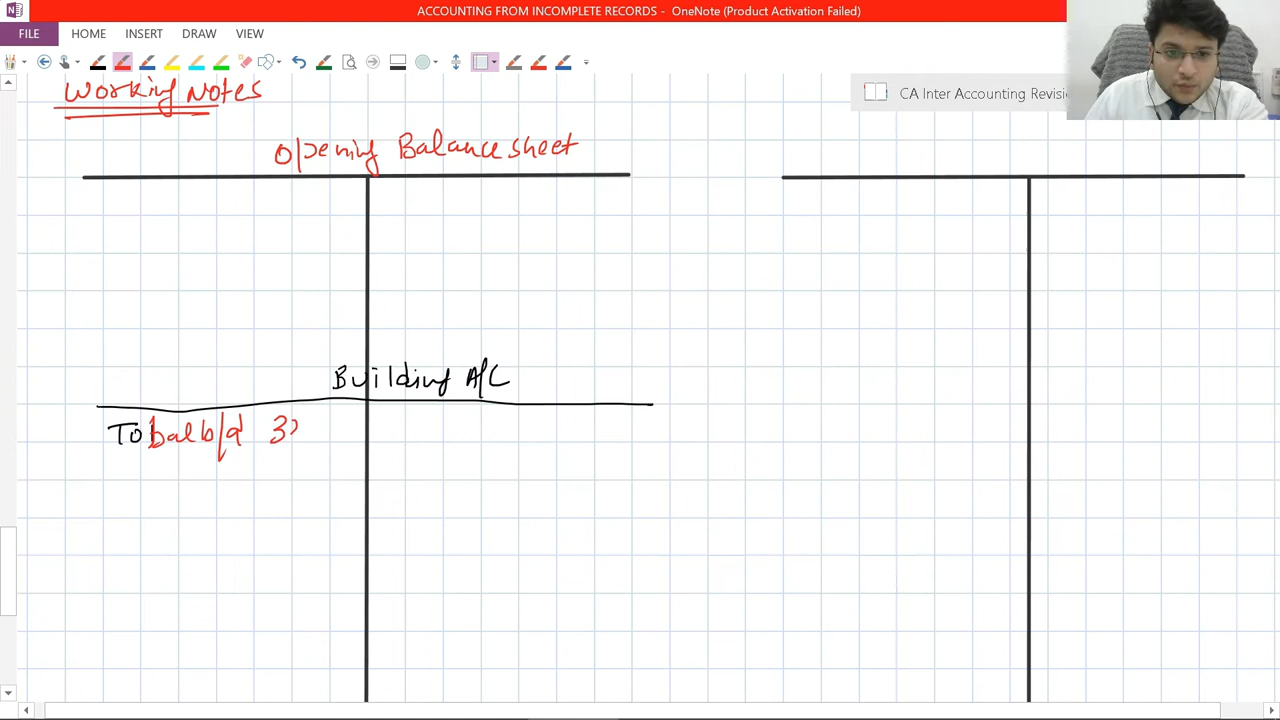 ACCOUNTING FROM INCOMPLETE RECORDS - OneNote (Product Activation Failed)
FILE HOME INSERT DRAW VIEW
CA Inter Accounting Revisi
Working Notes
Opening Balance sheet
Building A/C
To bal b/d 3